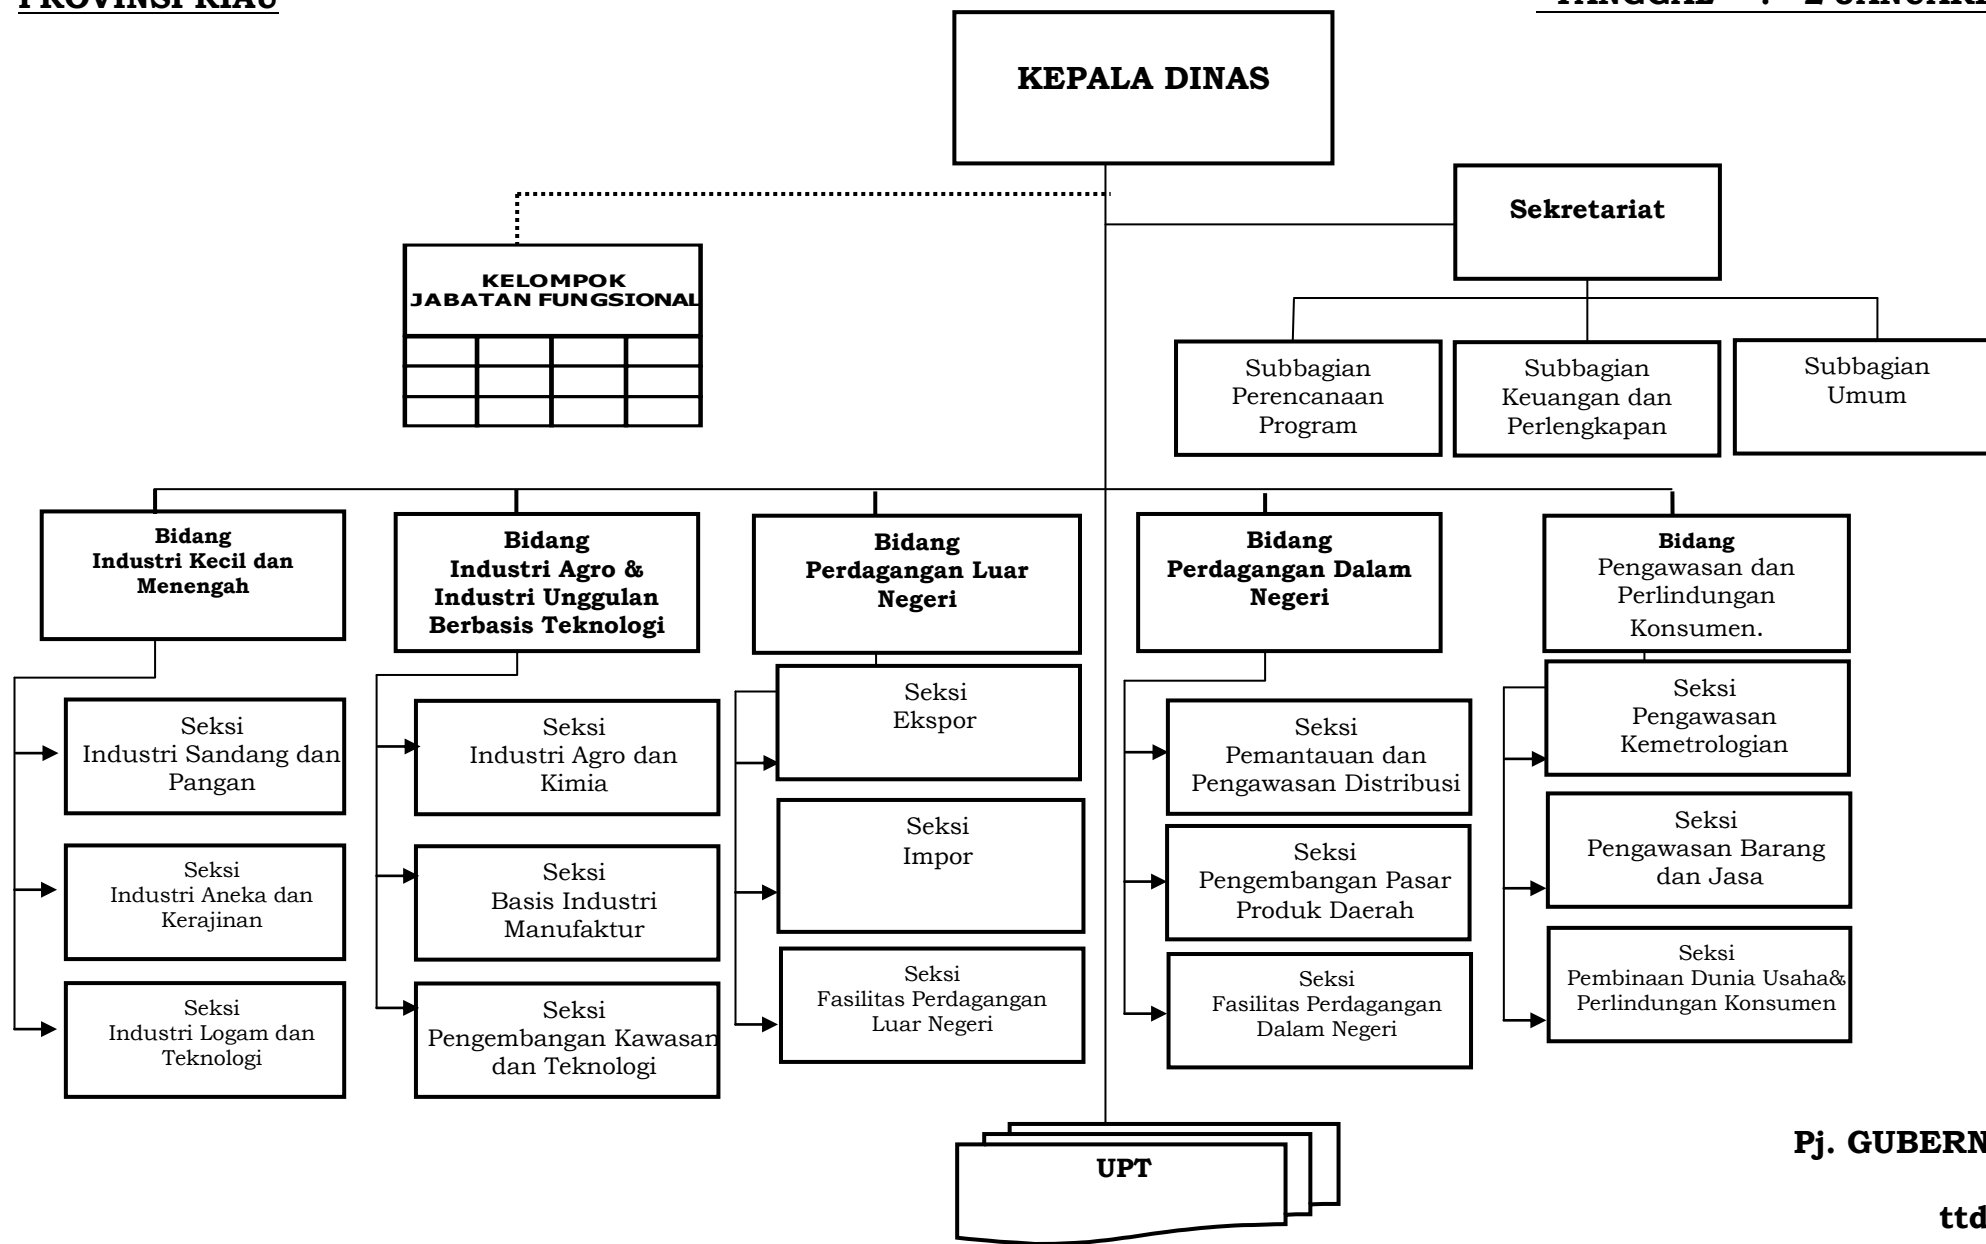 PROVINSI RIAU
TANGGAL : 2 JANUARI
KEPALA DINAS
Sekretariat
KELOMPOK
JABATAN FUNGSIONAL
Subbagian
Perencanaan
Program
Subbagian
Keuangan dan
Perlengkapan
Subbagian
Umum
Bidang
Industri Kecil dan
Menengah
Bidang
Industri Agro &
Industri Unggulan
Berbasis Teknologi
Bidang
Perdagangan Luar
Negeri
Bidang
Perdagangan Dalam
Negeri
Bidang
Pengawasan dan
Perlindungan
Konsumen.
Seksi
Industri Sandang dan
Pangan
Seksi
Industri Agro dan
Kimia
Seksi
Ekspor
Seksi
Pemantauan dan
Pengawasan Distribusi
Seksi
Pengawasan
Kemetrologian
Seksi
Industri Aneka dan
Kerajinan
Seksi
Basis Industri
Manufaktur
Seksi
Impor
Seksi
Pengembangan Pasar
Produk Daerah
Seksi
Pengawasan Barang
dan Jasa
Seksi
Industri Logam dan
Teknologi
Seksi
Pengembangan Kawasan
dan Teknologi
Seksi
Fasilitas Perdagangan
Luar Negeri
Seksi
Fasilitas Perdagangan
Dalam Negeri
Seksi
Pembinaan Dunia Usaha&
Perlindungan Konsumen
UPT
Pj. GUBERN
ttd